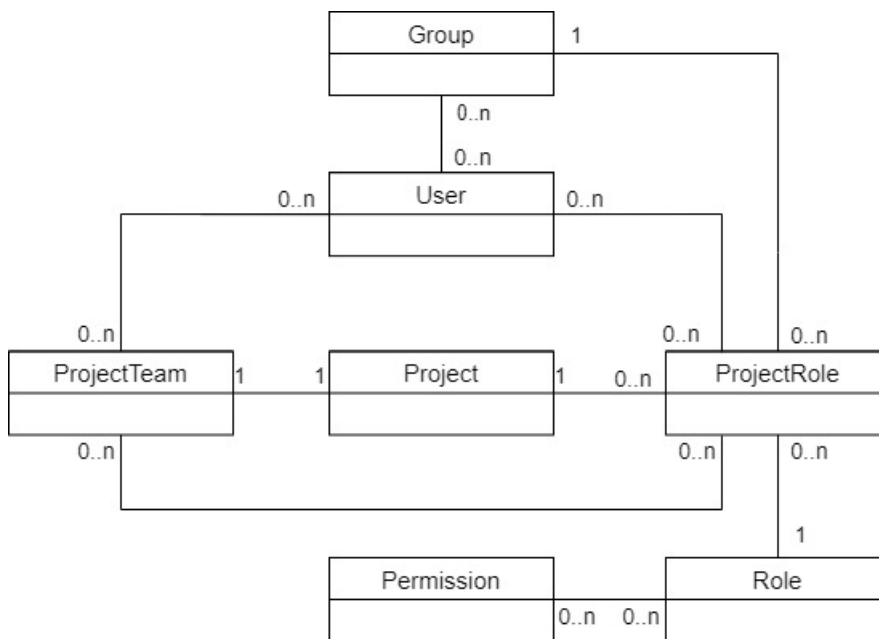 Group
1
0..n
0..n
0..n User 0..n
0..n 0..n 0..n
ProjectTeam 1 1 Project 1 0..n ProjectRole
0..n 0..n 0..n
1
Permission Role
0..n 0..n